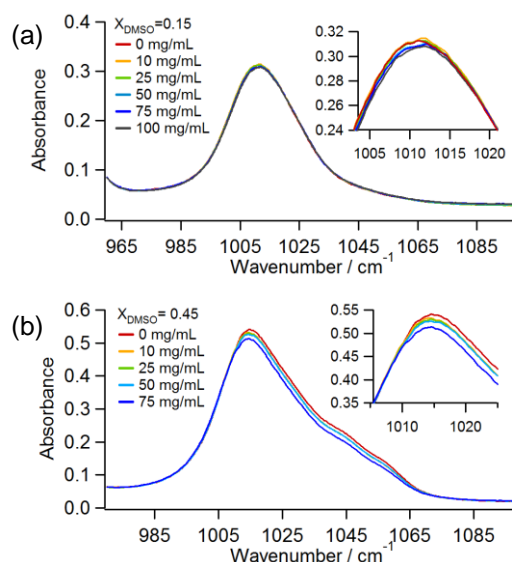 (a)
X_DMSO=0.15
0 mg/mL
10 mg/mL
25 mg/mL
50 mg/mL
75 mg/mL
100 mg/mL
0.32
0.30
0.28
0.26
0.24
1005 1010 1015 1020
Absorbance
0.4
0.3
0.2
0.1
0.0
965 985 1005 1025 1045 1065 1085
Wavenumber / cm⁻¹
(b)
X_DMSO= 0.45
0 mg/mL
10 mg/mL
25 mg/mL
50 mg/mL
75 mg/mL
0.55
0.50
0.45
0.40
0.35
1010 1020
Absorbance
0.6
0.5
0.4
0.3
0.2
0.1
0.0
985 1005 1025 1045 1065 1085
Wavenumber / cm⁻¹